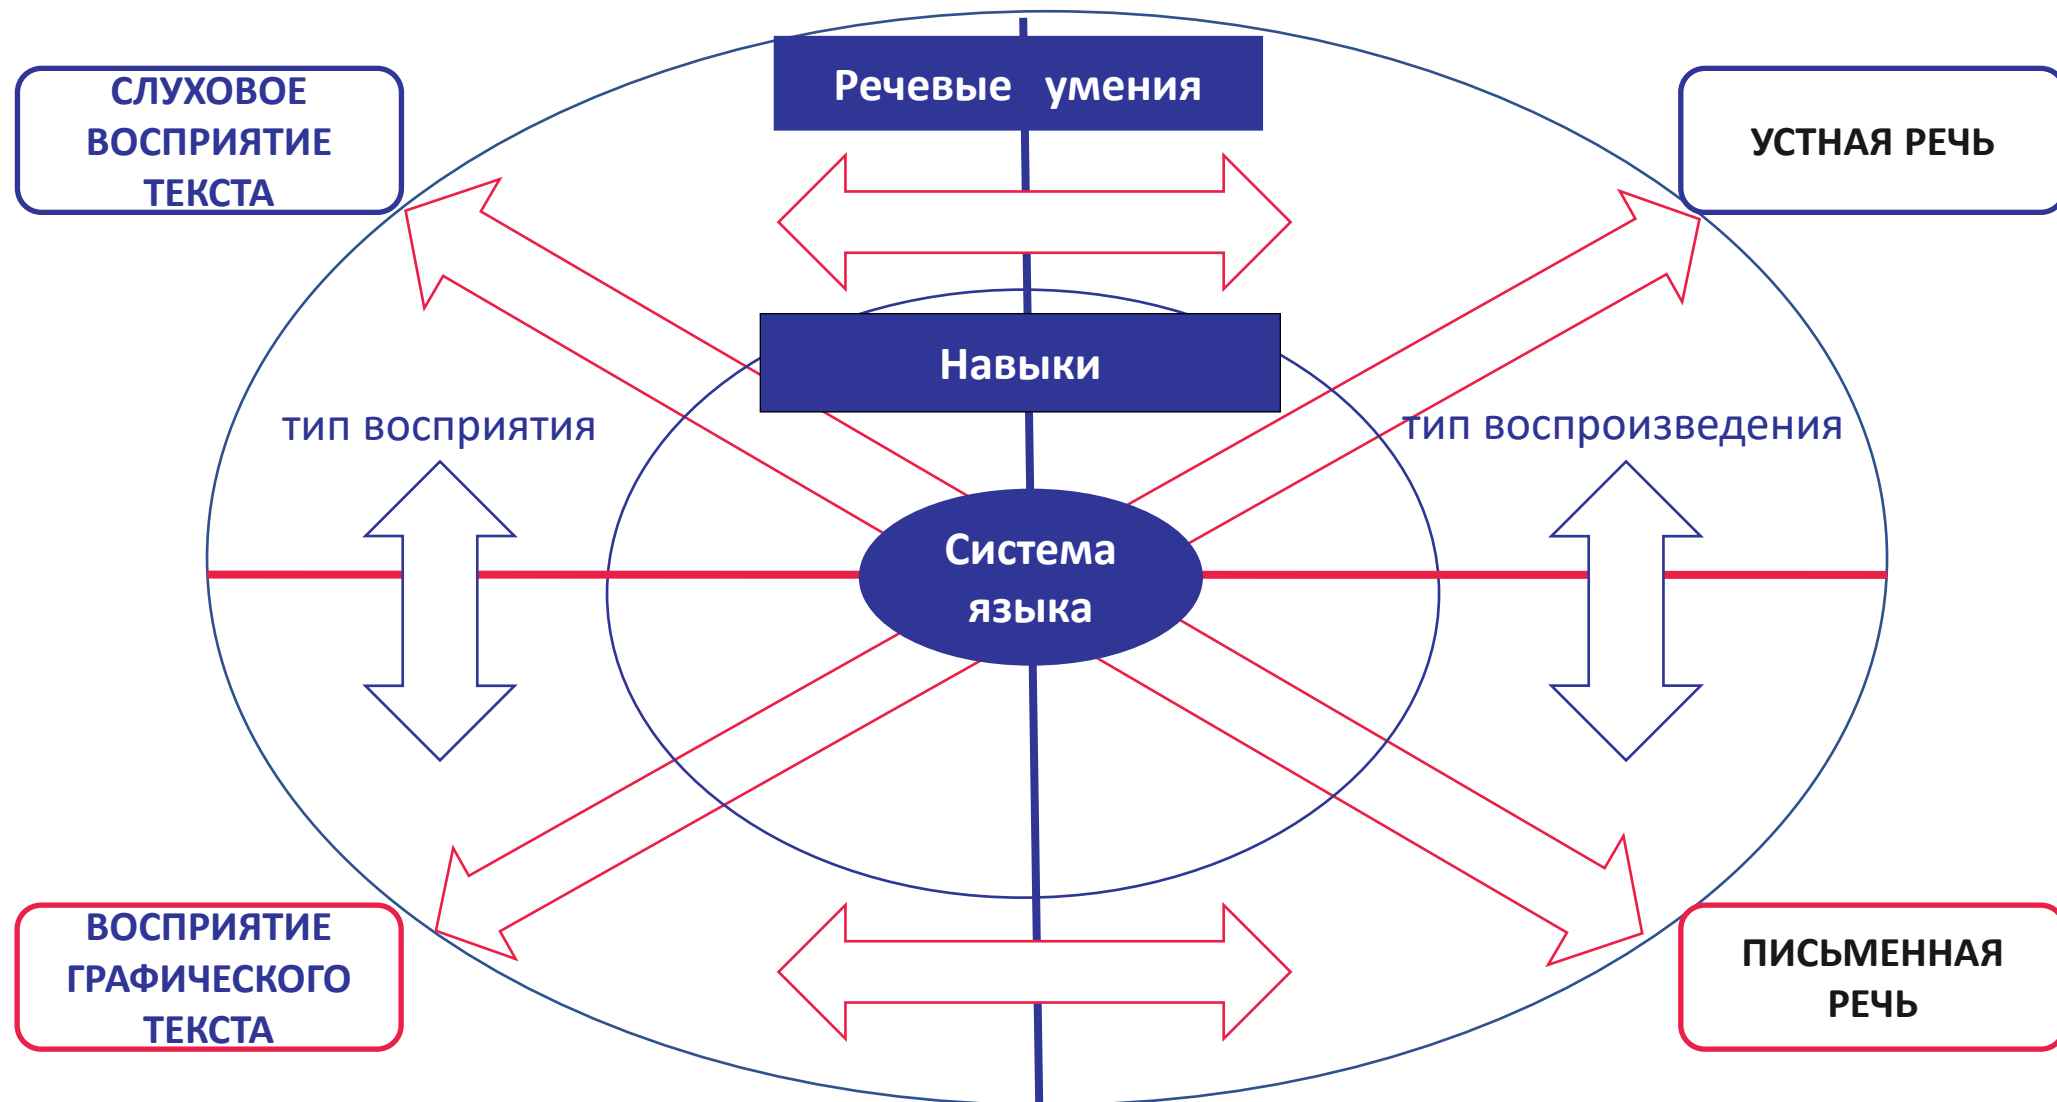 Речевые умения
СЛУХОВОЕ
ВОСПРИЯТИЕ
ТЕКСТА
УСТНАЯ РЕЧЬ
Навыки
тип восприятия
тип воспроизведения
Система
языка
ВОСПРИЯТИЕ
ГРАФИЧЕСКОГО
ТЕКСТА
ПИСЬМЕННАЯ
РЕЧЬ